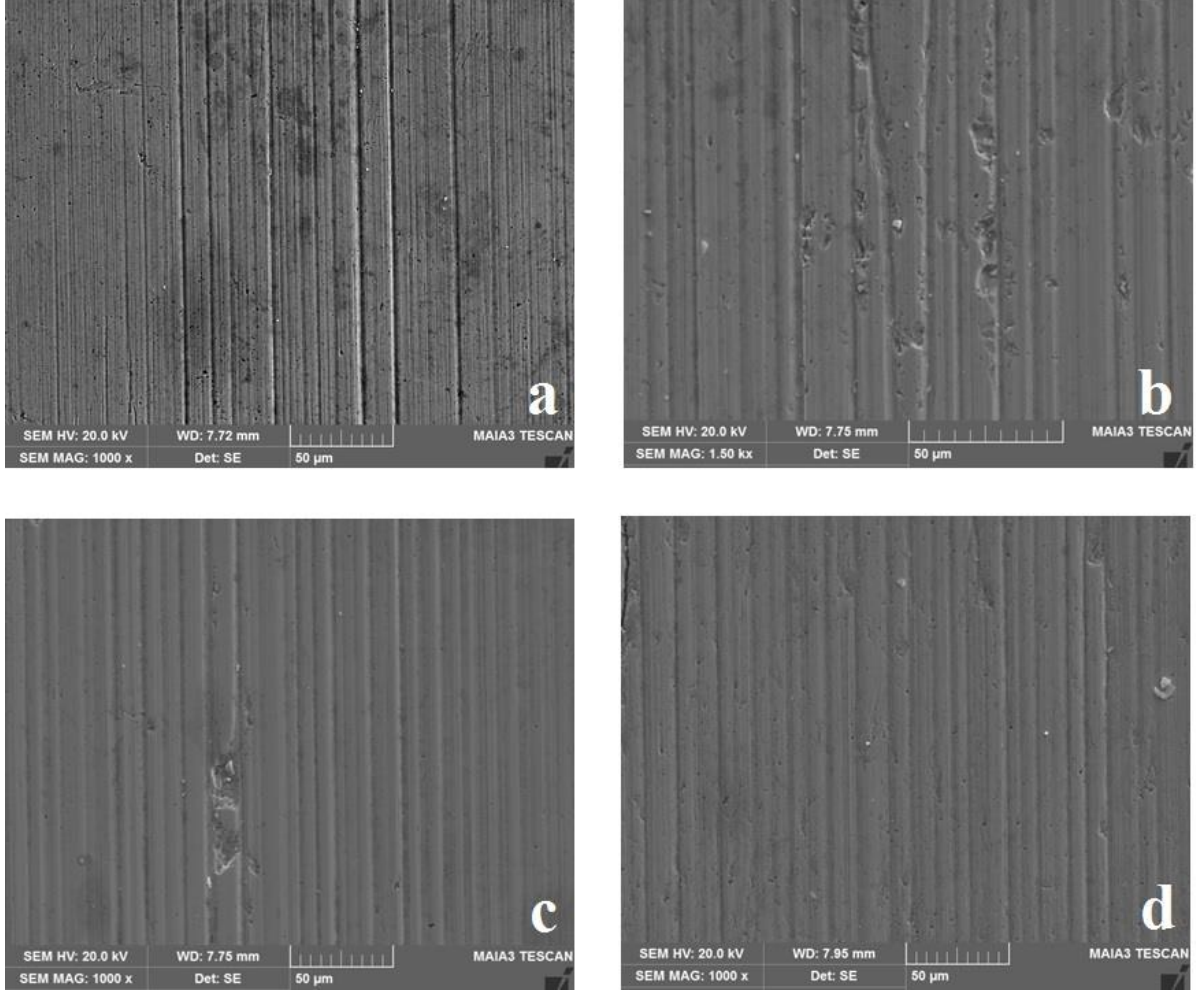 a
SEM HV: 20.0 kV WD: 7.72 mm MAIA3 TESCAN
SEM MAG: 1000 x Det: SE 50 µm
b
SEM HV: 20.0 kV WD: 7.75 mm MAIA3 TESCAN
SEM MAG: 1.50 kx Det: SE 50 µm
c
SEM HV: 20.0 kV WD: 7.75 mm MAIA3 TESCAN
SEM MAG: 1000 x Det: SE 50 µm
d
SEM HV: 20.0 kV WD: 7.95 mm MAIA3 TESCAN
SEM MAG: 1000 x Det: SE 50 µm